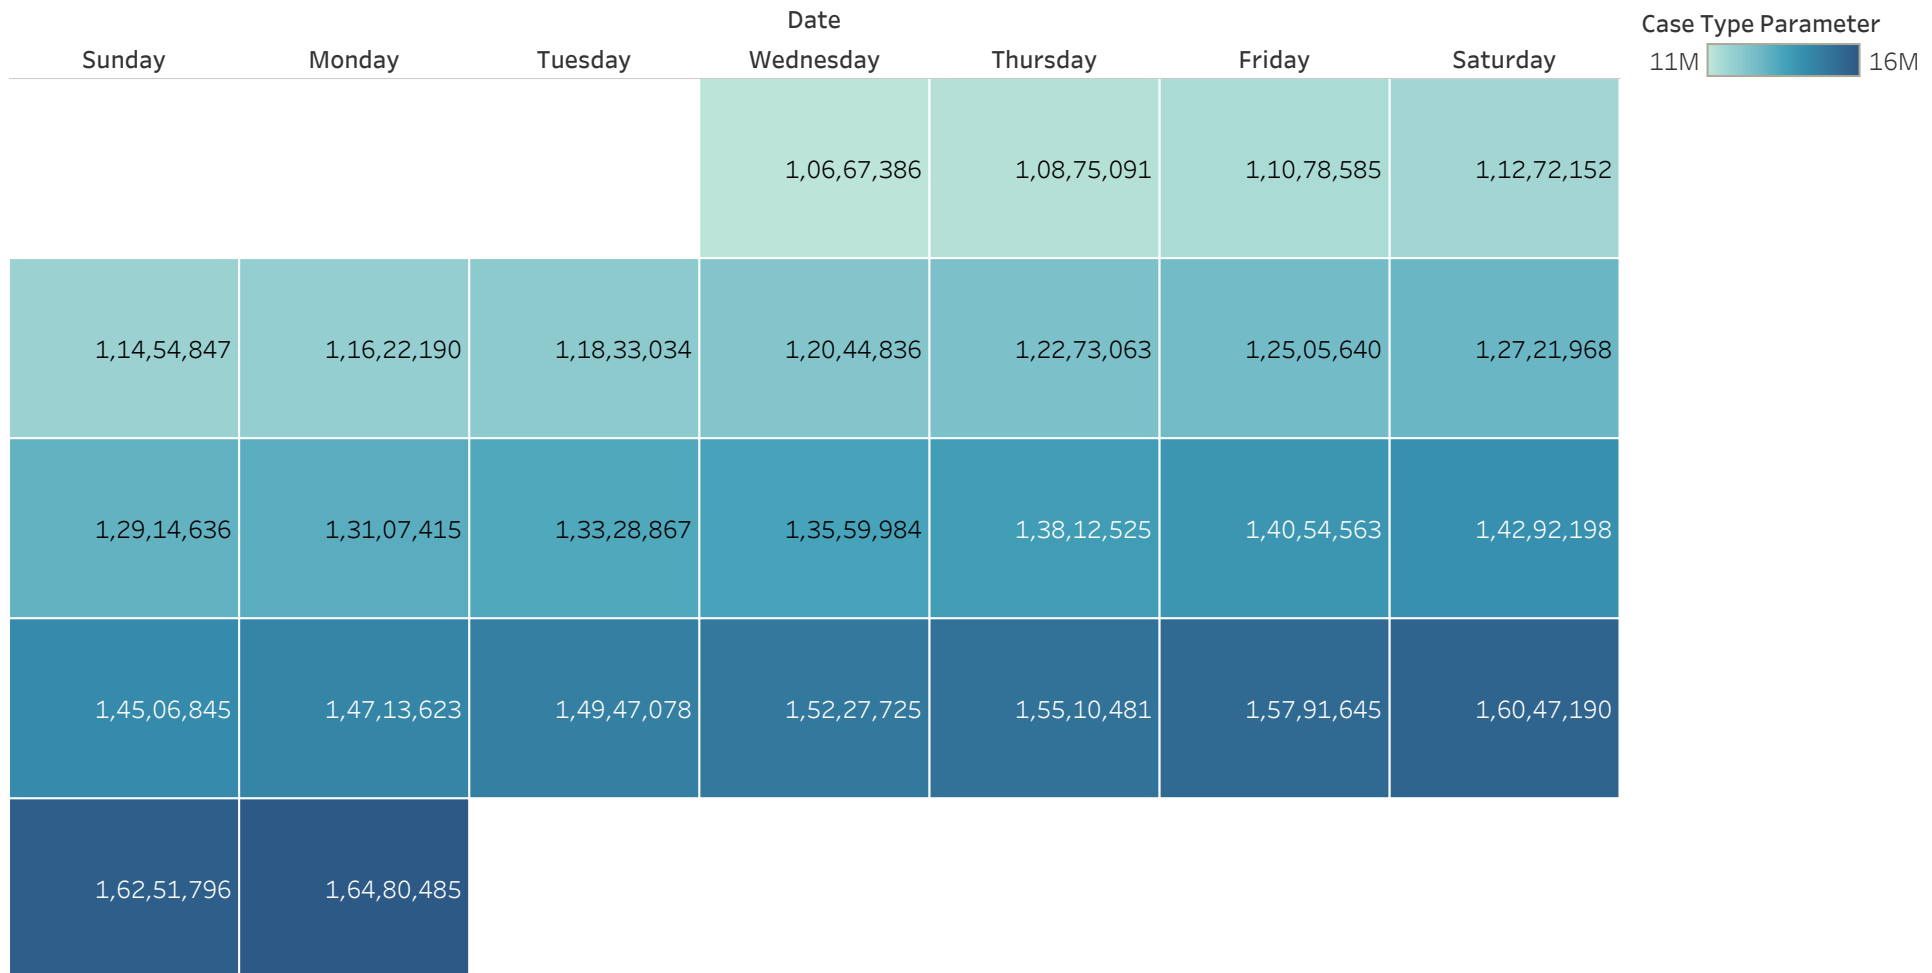 Date
Case Type Parameter
Sunday Monday Tuesday Wednesday Thursday Friday Saturday
11M 16M
1,06,67,386 1,08,75,091 1,10,78,585 1,12,72,152
1,14,54,847 1,16,22,190 1,18,33,034 1,20,44,836 1,22,73,063 1,25,05,640 1,27,21,968
1,29,14,636 1,31,07,415 1,33,28,867 1,35,59,984 1,38,12,525 1,40,54,563 1,42,92,198
1,45,06,845 1,47,13,623 1,49,47,078 1,52,27,725 1,55,10,481 1,57,91,645 1,60,47,190
1,62,51,796 1,64,80,485